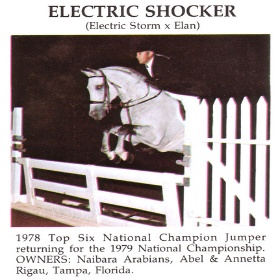 ELECTRIC SHOCKER
(Electric Storm x Elan)
1978 Top Six National Champion Jumper
returning for the 1979 National Championship.
OWNERS: Naibara Arabians, Abel & Annetta
Rigau, Tampa, Florida.